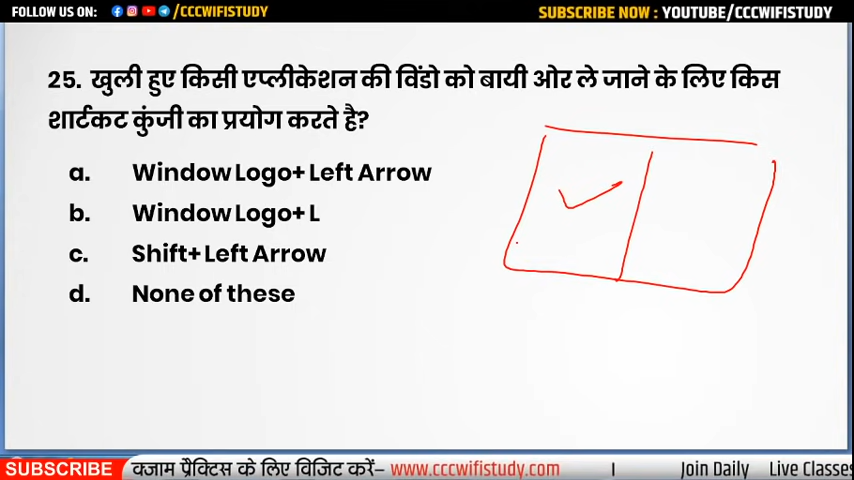 FOLLOW US ON: /CCCWIFISTUDY SUBSCRIBE NOW : YOUTUBE/CCCWIFISTUDY
25. खुली हुए किसी एप्लीकेशन की विंडो को बायी ओर ले जाने के लिए किस
शार्टकट कुंजी का प्रयोग करते है?
a. Window Logo+ Left Arrow
b. Window Logo+ L
c. Shift+ Left Arrow
d. None of these
SUBSCRIBE क्जाम प्रैक्टिस के लिए विजिट करें– www.cccwifistudy.com I Join Daily Live Classes